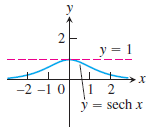 y
2
y = 1
x
-2 -1 0 1 2
y = sech x